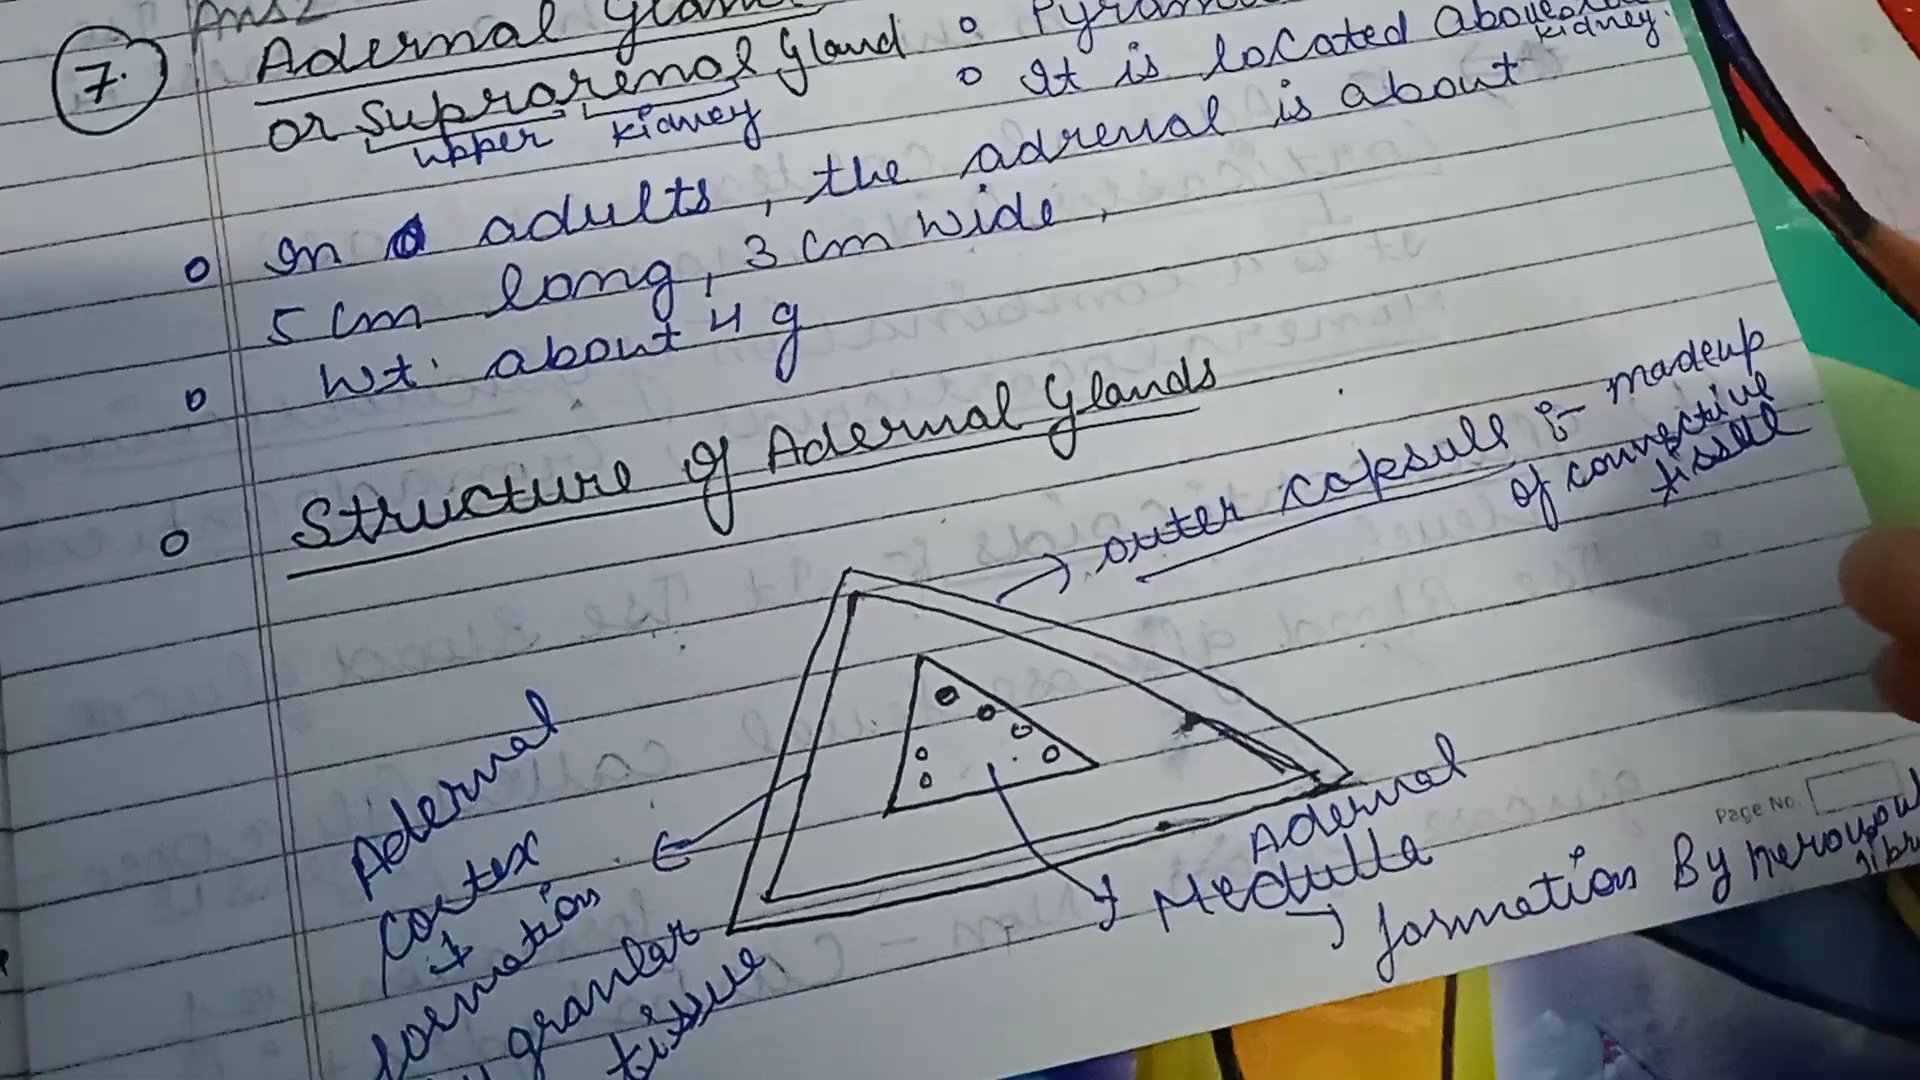 7.
Adernal Gland
or Suprarenal Gland
upper kidney
o It is located above
kidney.
o In adults, the adrenal is about
5 cm long, 3 cm wide,
o wt. about 4 g
o Structure of Adernal Glands
outer capsule :- madeup
of connective
tissue
Adernal
cortex
formation
granular
tissue
Adernal
Medulla
→ formation By
Page No.